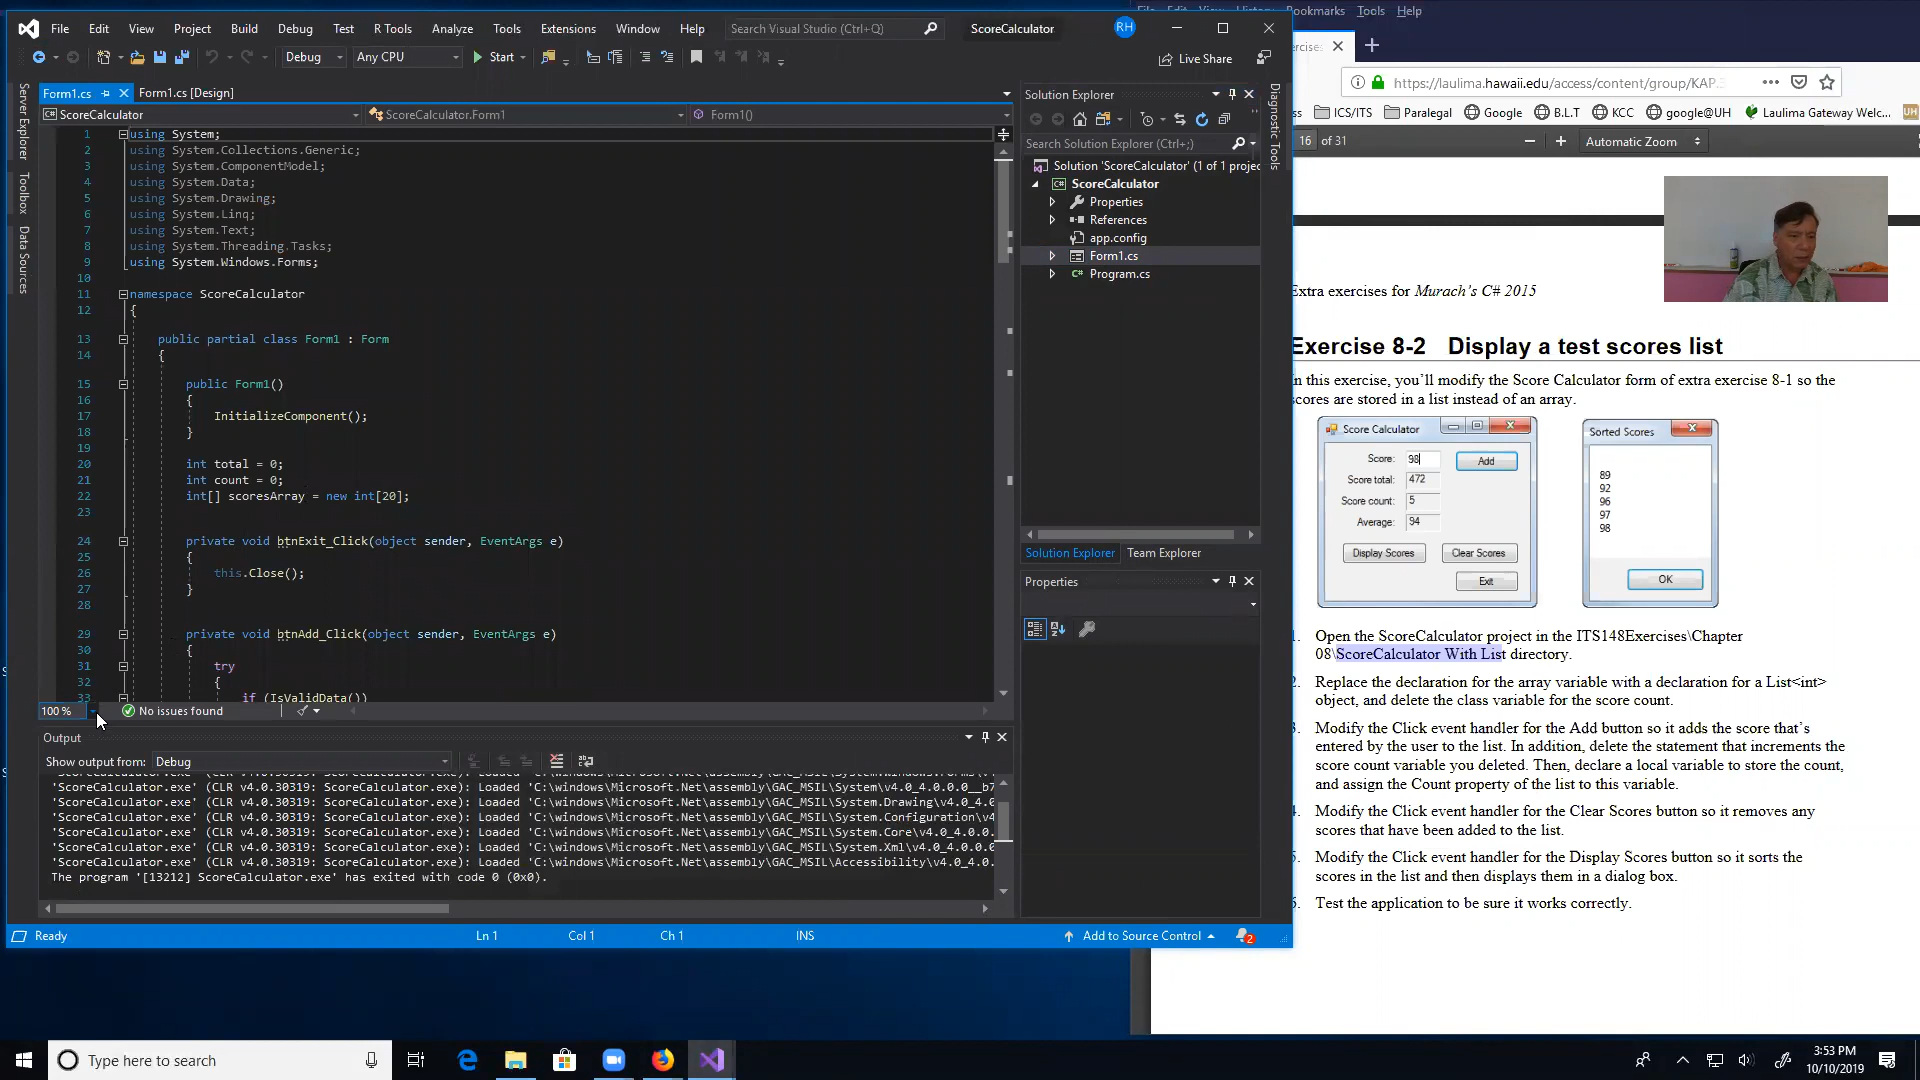 File Edit View Project Build Debug Test R Tools Analyze Tools Extensions Window Help Search Visual Studio (Ctrl+Q) ScoreCalculator RH
Debug Any CPU Start Live Share
Form1.cs Form1.cs [Design]
ScoreCalculator ScoreCalculator.Form1 Form1()
1 using System;
2 using System.Collections.Generic;
3 using System.ComponentModel;
4 using System.Data;
5 using System.Drawing;
6 using System.Linq;
7 using System.Text;
8 using System.Threading.Tasks;
9 using System.Windows.Forms;
10
11 namespace ScoreCalculator
12 {
13 public partial class Form1 : Form
14 {
15 public Form1()
16 {
17 InitializeComponent();
18 }
19
20 int total = 0;
21 int count = 0;
22 int[] scoresArray = new int[20];
23
24 private void btnExit_Click(object sender, EventArgs e)
25 {
26 this.Close();
27 }
28
29 private void btnAdd_Click(object sender, EventArgs e)
30 {
31 try
32 {
33 if (IsValidData())
100 % No issues found
Server Explorer
Toolbox
Data Sources
Output
Show output from: Debug
'ScoreCalculator.exe' (CLR v4.0.30319: ScoreCalculator.exe): Loaded 'C:\windows\Microsoft.Net\assembly\GAC_MSIL\System\v4.0_4.0.0.0__b7
'ScoreCalculator.exe' (CLR v4.0.30319: ScoreCalculator.exe): Loaded 'C:\windows\Microsoft.Net\assembly\GAC_MSIL\System.Drawing\v4.0_4.0
'ScoreCalculator.exe' (CLR v4.0.30319: ScoreCalculator.exe): Loaded 'C:\windows\Microsoft.Net\assembly\GAC_MSIL\System.Configuration\v4
'ScoreCalculator.exe' (CLR v4.0.30319: ScoreCalculator.exe): Loaded 'C:\windows\Microsoft.Net\assembly\GAC_MSIL\System.Core\v4.0_4.0.0.
'ScoreCalculator.exe' (CLR v4.0.30319: ScoreCalculator.exe): Loaded 'C:\windows\Microsoft.Net\assembly\GAC_MSIL\System.Xml\v4.0_4.0.0.0
'ScoreCalculator.exe' (CLR v4.0.30319: ScoreCalculator.exe): Loaded 'C:\windows\Microsoft.Net\assembly\GAC_MSIL\Accessibility\v4.0_4.0.
The program '[13212] ScoreCalculator.exe' has exited with code 0 (0x0).
Ready Ln 1 Col 1 Ch 1 INS Add to Source Control 2
Solution Explorer
Search Solution Explorer (Ctrl+;)
Solution 'ScoreCalculator' (1 of 1 projec
ScoreCalculator
Properties
References
app.config
Form1.cs
Program.cs
Solution Explorer Team Explorer
Properties
Diagnostic Tools
Bookmarks Tools Help
https://laulima.hawaii.edu/access/content/group/KAP.
ICS/ITS Paralegal Google B.I.T KCC google@UH Laulima Gateway Welc... UH
16 of 31 Automatic Zoom
Extra exercises for Murach's C# 2015
Exercise 8-2 Display a test scores list
In this exercise, you'll modify the Score Calculator form of extra exercise 8-1 so the
scores are stored in a list instead of an array.
Score Calculator
Score: 98 Add
Score total: 472
Score count: 5
Average: 94
Display Scores Clear Scores
Exit
Sorted Scores
89
92
96
97
98
OK
Open the ScoreCalculator project in the ITS148Exercises\Chapter
08\ScoreCalculator With List directory.
Replace the declaration for the array variable with a declaration for a List<int>
object, and delete the class variable for the score count.
Modify the Click event handler for the Add button so it adds the score that's
entered by the user to the list. In addition, delete the statement that increments the
score count variable you deleted. Then, declare a local variable to store the count,
and assign the Count property of the list to this variable.
Modify the Click event handler for the Clear Scores button so it removes any
scores that have been added to the list.
Modify the Click event handler for the Display Scores button so it sorts the
scores in the list and then displays them in a dialog box.
Test the application to be sure it works correctly.
Type here to search
3:53 PM
10/10/2019